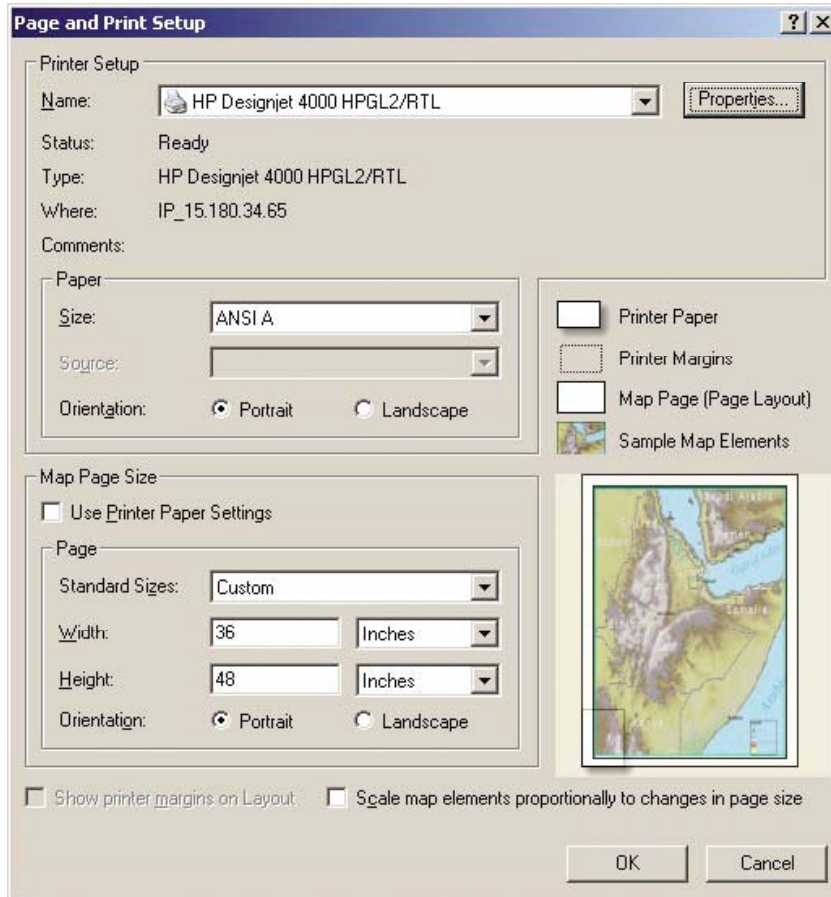 Page and Print Setup
Printer Setup
Name:
HP Designjet 4000 HPGL2/RTL
Properties...
Status:
Ready
Type:
HP Designjet 4000 HPGL2/RTL
Where:
IP_15.180.34.65
Comments:
Paper
Size:
ANSI A
Source:
Orientation:
Portrait
Landscape
Printer Paper
Printer Margins
Map Page (Page Layout)
Sample Map Elements
Map Page Size
Use Printer Paper Settings
Page
Standard Sizes:
Custom
Width:
36
Inches
Height:
48
Inches
Orientation:
Portrait
Landscape
Saudi Arabia
Somalia
Show printer margins on Layout
Scale map elements proportionally to changes in page size
OK
Cancel